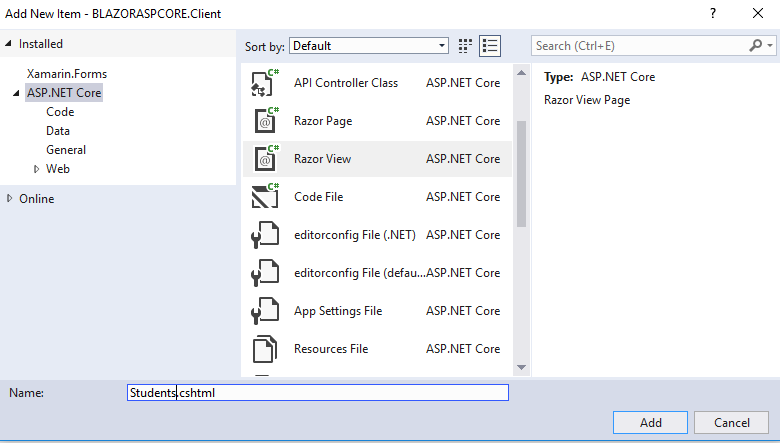 Add New Item - BLAZORASPCORE.Client ? ×
Installed
Xamarin.Forms
ASP.NET Core
Code
Data
General
Web
Online
Sort by: Default
C# API Controller Class ASP.NET Core
C# @ Razor Page ASP.NET Core
C# @ Razor View ASP.NET Core
C# Code File ASP.NET Core
editorconfig File (.NET) ASP.NET Core
editorconfig File (defau... ASP.NET Core
App Settings File ASP.NET Core
Resources File ASP.NET Core
Search (Ctrl+E)
Type: ASP.NET Core
Razor View Page
Name: Students.cshtml
Add Cancel